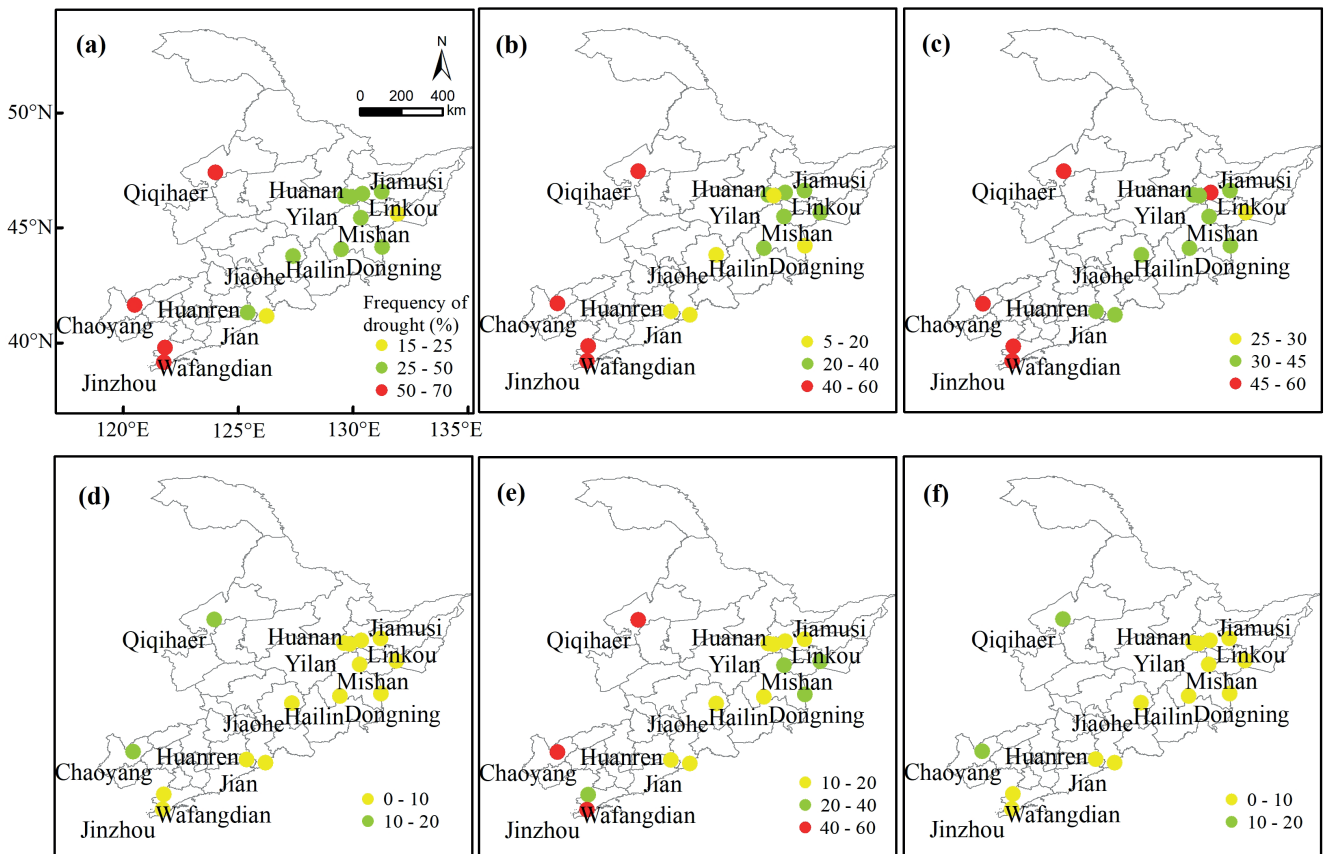 (a)
N
0 200 400
km
50°N
45°N
40°N
Qiqihaer
Huanan
Jiamusi
Yilan
Linkou
Mishan
Jiaohe
Hailin
Dongning
Huanren
Chaoyang
Jian
Wafangdian
Jinzhou
Frequency of
drought (%)
15 - 25
25 - 50
50 - 70
120°E 125°E 130°E 135°E
(b)
Qiqihaer
Huanan
Jiamusi
Yilan
Linkou
Mishan
Jiaohe
Hailin
Dongning
Huanren
Chaoyang
Jian
Wafangdian
Jinzhou
5 - 20
20 - 40
40 - 60
(c)
Qiqihaer
Huanan
Jiamusi
Yilan
Linkou
Mishan
Jiaohe
Hailin
Dongning
Huanren
Chaoyang
Jian
Wafangdian
Jinzhou
25 - 30
30 - 45
45 - 60
(d)
Qiqihaer
Huanan
Jiamusi
Yilan
Linkou
Mishan
Jiaohe
Hailin
Dongning
Huanren
Chaoyang
Jian
Wafangdian
Jinzhou
0 - 10
10 - 20
(e)
Qiqihaer
Huanan
Jiamusi
Yilan
Linkou
Mishan
Jiaohe
Hailin
Dongning
Huanren
Chaoyang
Jian
Wafangdian
Jinzhou
10 - 20
20 - 40
40 - 60
(f)
Qiqihaer
Huanan
Jiamusi
Yilan
Linkou
Mishan
Jiaohe
Hailin
Dongning
Huanren
Chaoyang
Jian
Wafangdian
Jinzhou
0 - 10
10 - 20